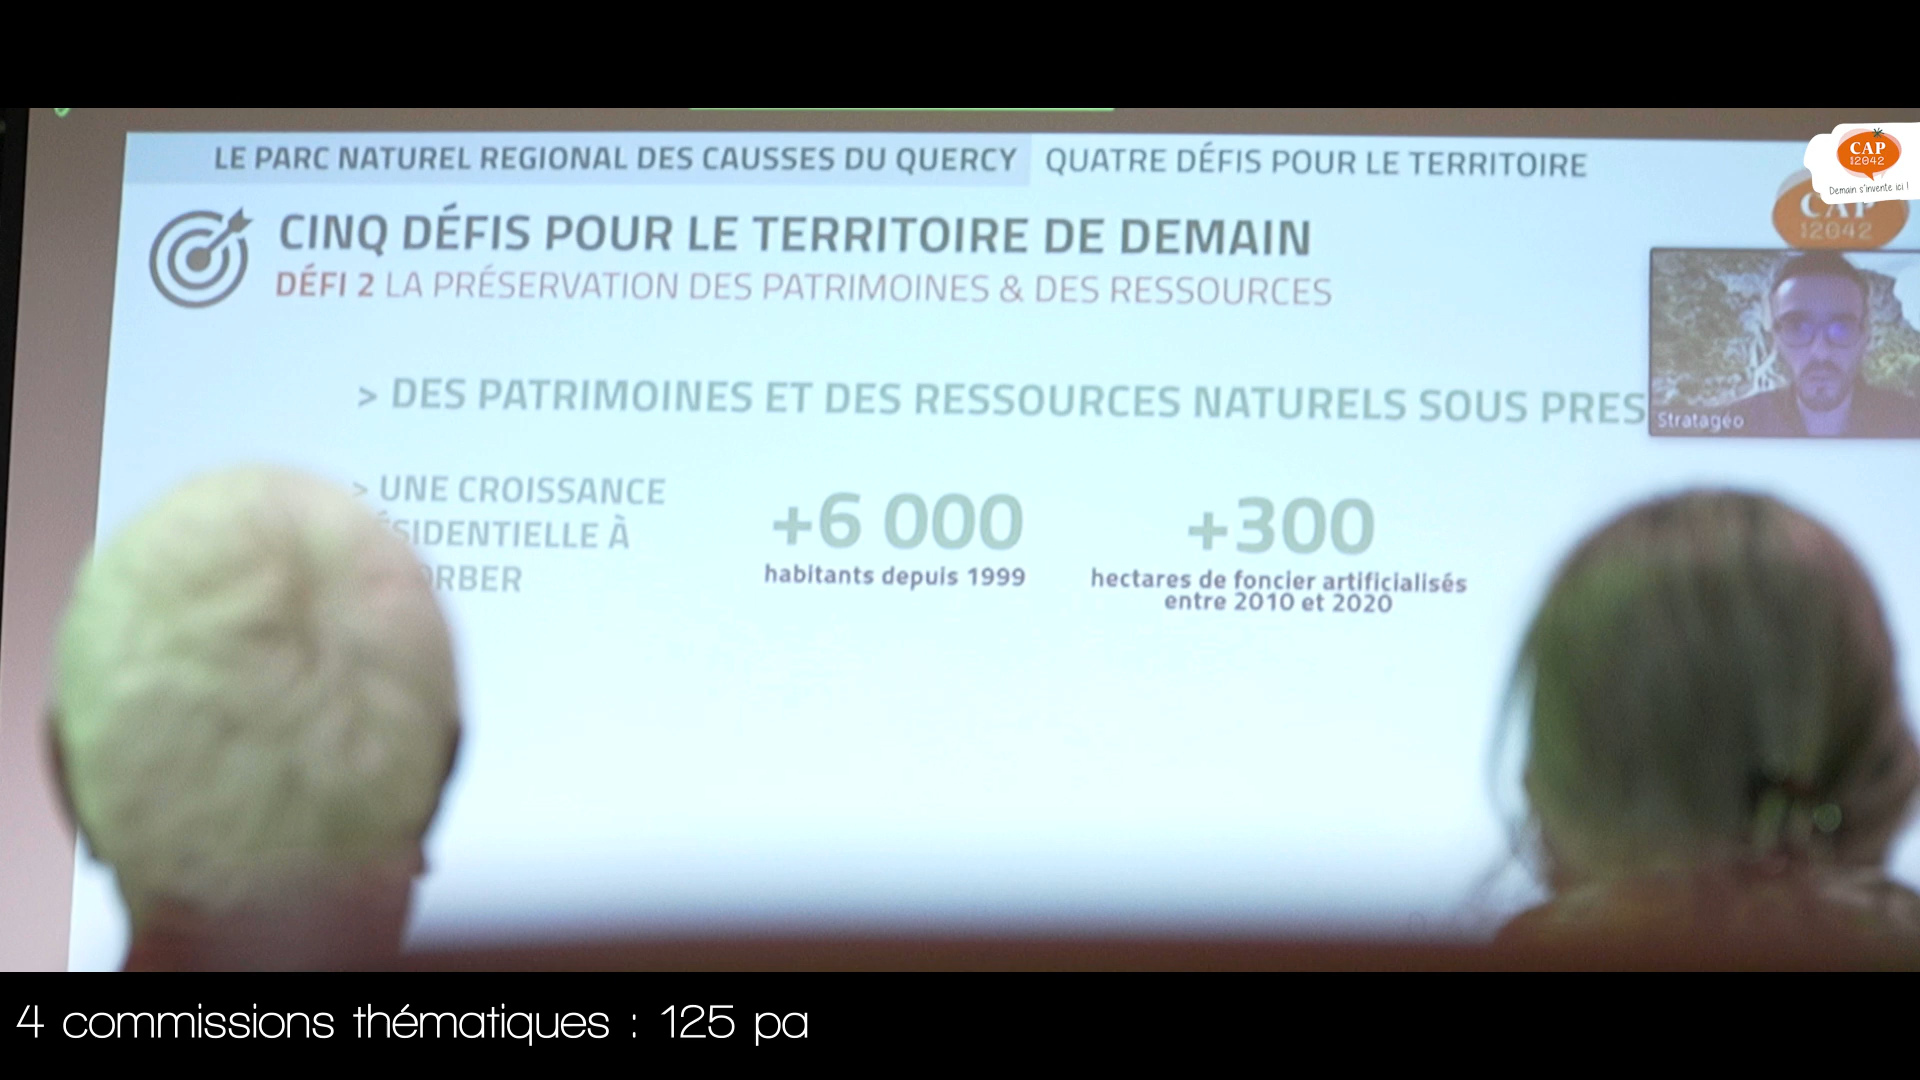 LE PARC NATUREL REGIONAL DES CAUSSES DU QUERCY QUATRE DÉFIS POUR LE TERRITOIRE
CAP
12042
Demain s'invente ici !
CINQ DÉFIS POUR LE TERRITOIRE DE DEMAIN
CAP
12042
DÉFI 2 LA PRÉSERVATION DES PATRIMOINES & DES RESSOURCES
> DES PATRIMOINES ET DES RESSOURCES NATURELS SOUS PRES
Stratagéo
> UNE CROISSANCE
ÉSIDENTIELLE À
ORBER
+6 000
habitants depuis 1999
+300
hectares de foncier artificialisés
entre 2010 et 2020
4 commissions thématiques : 125 pa